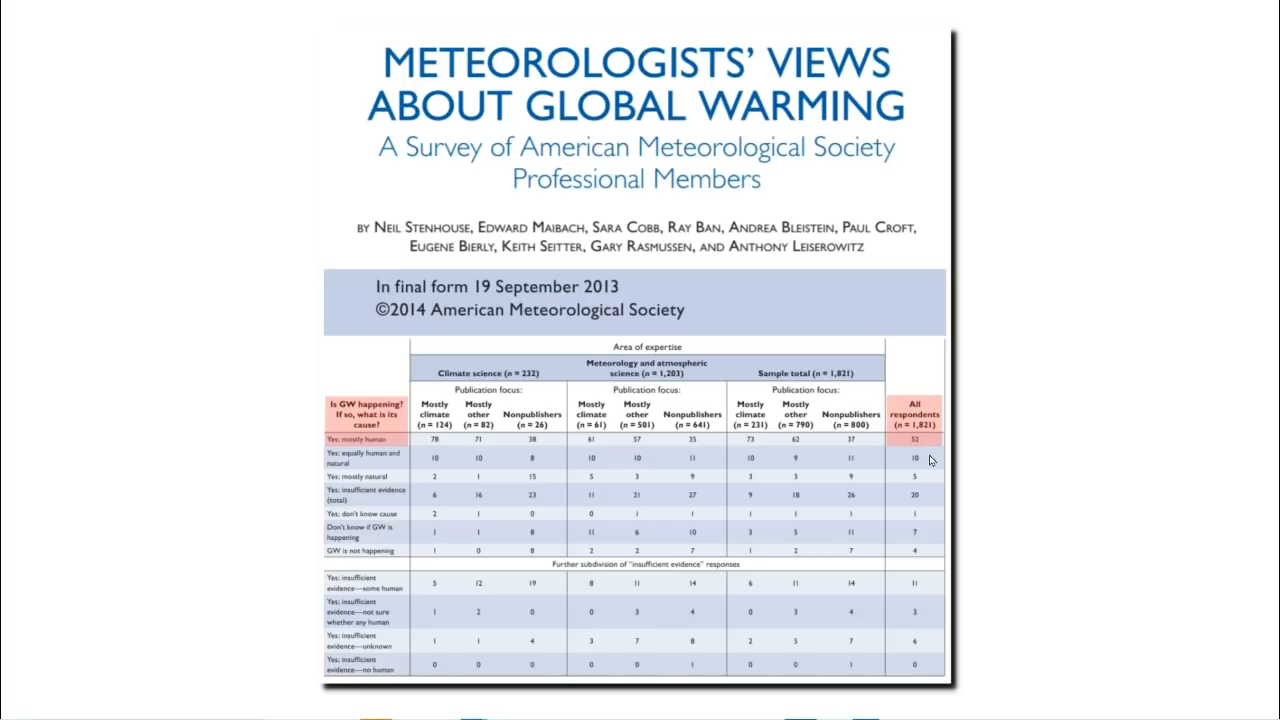 METEOROLOGISTS' VIEWS
ABOUT GLOBAL WARMING
A Survey of American Meteorological Society
Professional Members
BY NEIL STENHOUSE, EDWARD MAIBACH, SARA COBB, RAY BAN, ANDREA BLEISTEIN, PAUL CROFT,
EUGENE BIERLY, KEITH SEITTER, GARY RASMUSSEN, AND ANTHONY LEISEROWITZ
In final form 19 September 2013
©2014 American Meteorological Society
Area of expertise
Climate science (n = 232) Meteorology and atmospheric science (n = 1,203) Sample total (n = 1,821)
Publication focus: Publication focus: Publication focus:
Is GW happening? If so, what is its cause? Mostly climate (n = 124) Mostly other (n = 82) Nonpublishers (n = 26) Mostly climate (n = 61) Mostly other (n = 501) Nonpublishers (n = 641) Mostly climate (n = 231) Mostly other (n = 790) Nonpublishers (n = 800) All respondents (n = 1,821)
Yes: mostly human 78 71 38 61 57 35 73 62 37 52
Yes: equally human and natural 10 10 8 10 10 11 10 9 11 10
Yes: mostly natural 2 1 15 5 3 9 3 3 9 5
Yes: insufficient evidence (total) 6 16 23 11 21 27 9 18 26 20
Yes: don't know cause 2 1 0 0 1 1 1 1 1 1
Don't know if GW is happening 1 1 8 11 6 10 3 5 11 7
GW is not happening 1 0 8 2 2 7 1 2 7 4
Further subdivision of "insufficient evidence" responses
Yes: insufficient evidence—some human 5 12 19 8 11 14 6 11 14 11
Yes: insufficient evidence—not sure whether any human 1 2 0 0 3 4 0 3 4 3
Yes: insufficient evidence—unknown 1 1 4 3 7 8 2 5 7 6
Yes: insufficient evidence—no human 0 0 0 0 0 1 0 0 1 0